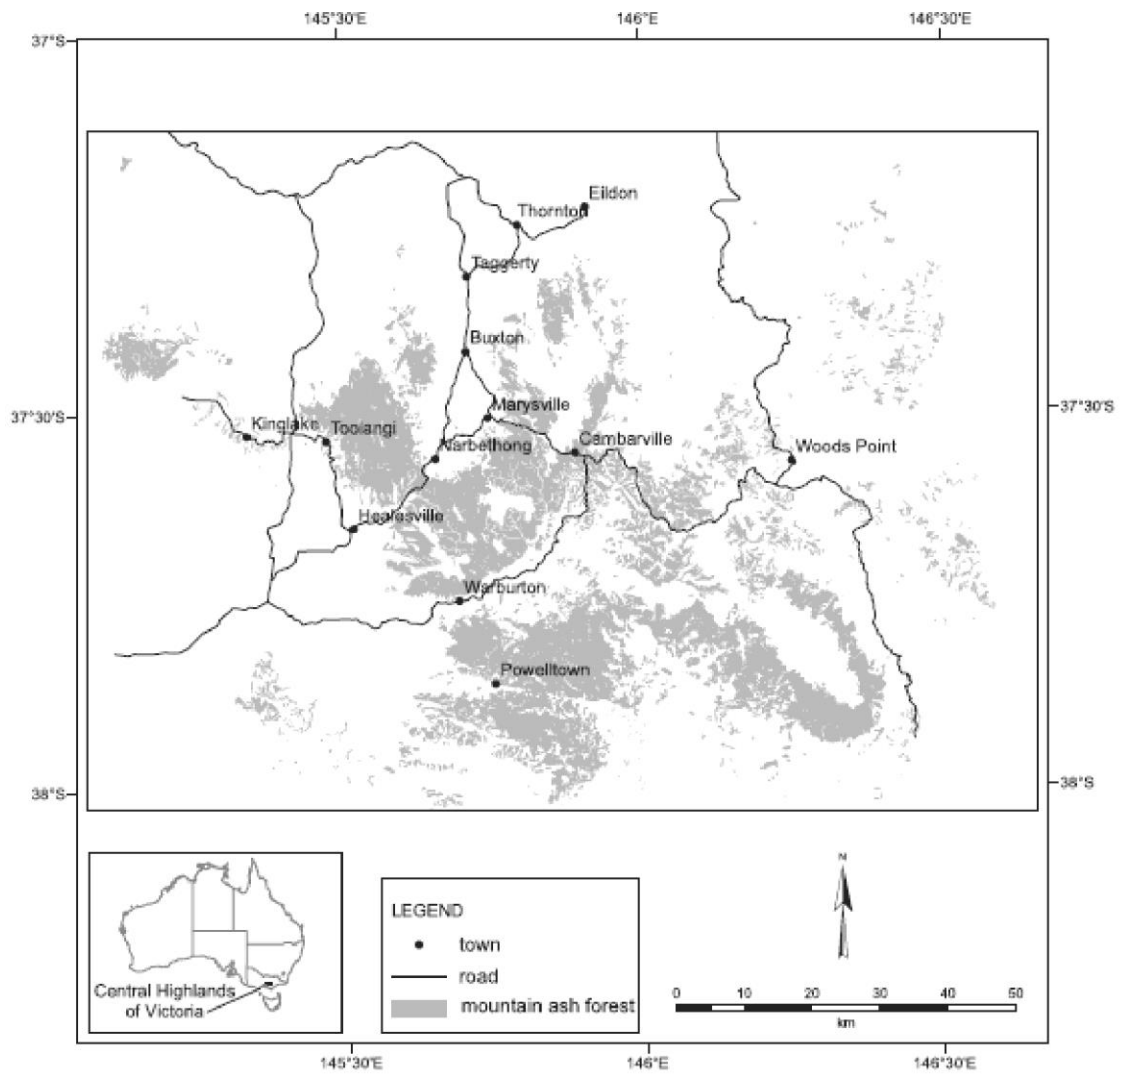 145°30'E 146°E 146°30'E
37°S
Eildon
Thornton
Taggerty
Buxton
Marysville
37°30'S 37°30'S
Kinglake Toolangi Narbethong Cambarville Woods Point
Healesville
Warburton
Powelltown
38°S 38°S
N
LEGEND
town
road
mountain ash forest
Central Highlands
of Victoria
0 10 20 30 40 50
km
145°30'E 146°E 146°30'E